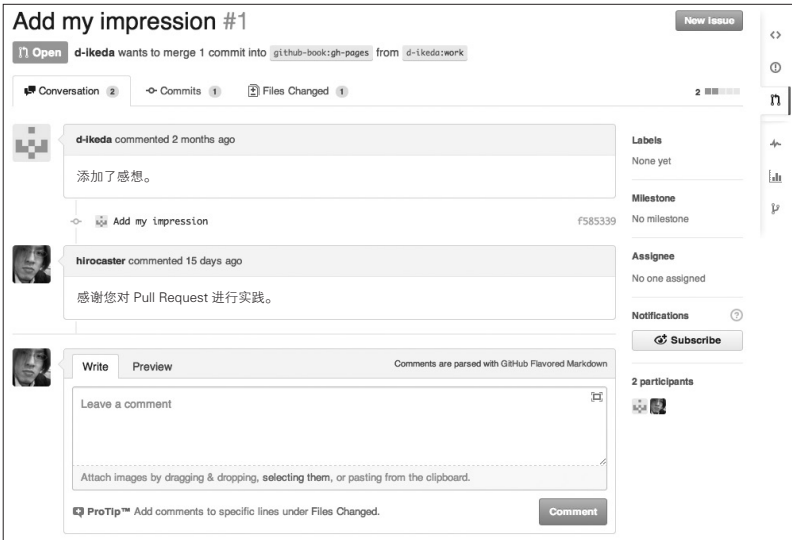 Add my impression #1
New Issue
Open d-ikeda wants to merge 1 commit into github-book:gh-pages from d-ikeda:work
Conversation 2 Commits 1 Files Changed 1
2
d-ikeda commented 2 months ago
添加了感想。
Add my impression f585339
hirocaster commented 15 days ago
感谢您对 Pull Request 进行实践。
Write Preview Comments are parsed with GitHub Flavored Markdown
Leave a comment
Attach images by dragging & dropping, selecting them, or pasting from the clipboard.
ProTip™ Add comments to specific lines under Files Changed.
Comment
Labels
None yet
Milestone
No milestone
Assignee
No one assigned
Notifications ?
Subscribe
2 participants